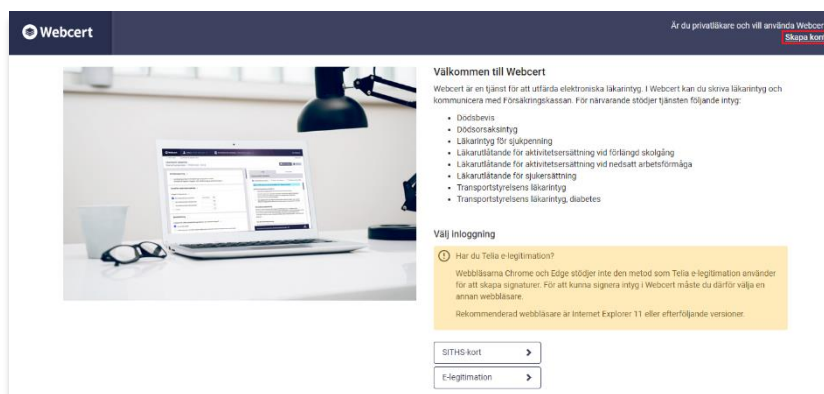 Webcert
Är du privatläkare och vill använda Webcer
Skapa kon
Välkommen till Webcert
Webcert är en tjänst för att utfärda elektroniska läkarintyg. I Webcert kan du skriva läkarintyg och
kommunicera med Försäkringskassan. För närvarande stödjer tjänsten följande intyg:
Dödsbevis
Dödsorsaksintyg
Läkarintyg för sjukpenning
Läkarutlåtande för aktivitetsersättning vid förlängd skolgång
Läkarutlåtande för aktivitetsersättning vid nedsatt arbetsförmåga
Läkarutlåtande för sjukersättning
Transportstyrelsens läkarintyg
Transportstyrelsens läkarintyg, diabetes
Välj inloggning
Har du Telia e-legitimation?
Webbläsarna Chrome och Edge stödjer inte den metod som Telia e-legitimation använder
för att skapa signaturer. För att kunna signera intyg i Webcert måste du därför välja en
annan webbläsare.
Rekommenderad webbläsare är Internet Explorer 11 eller efterföljande versioner.
SITHS-kort
E-legitimation